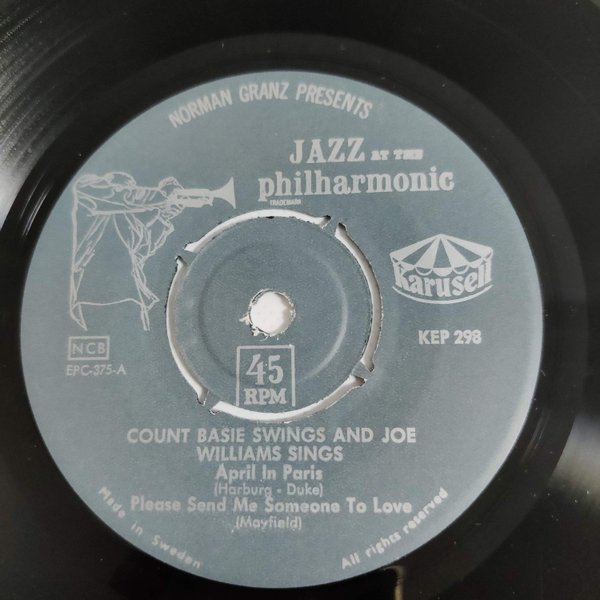 NORMAN GRANZ PRESENTS
JAZZ AT THE
philharmonic
TRADEMARK
Karusell
KEP 298
NCB
EPC-375-A
45
RPM
COUNT BASIE SWINGS AND JOE
WILLIAMS SINGS
April In Paris
(Harburg - Duke)
Please Send Me Someone To Love
(Mayfield)
Made in Sweden
All rights reserved